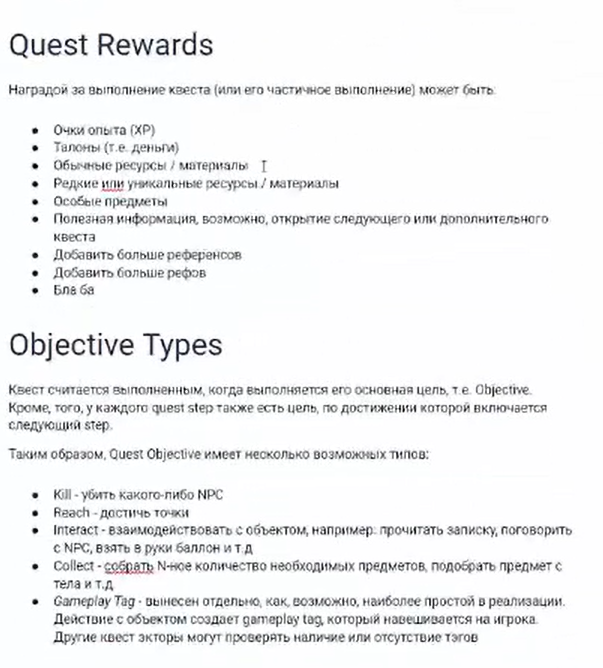 Quest Rewards
Наградой за выполнение квеста (или его частичное выполнение) может быть:
● Очки опыта (XP)
● Талоны (т.е. деньги)
● Обычные ресурсы / материалы
● Редкие или уникальные ресурсы / материалы
● Особые предметы
● Полезная информация, возможно, открытие следующего или дополнительного
квеста
● Добавить больше референсов
● Добавить больше рефов
● Бла ба
Objective Types
Квест считается выполненным, когда выполняется его основная цель, т.е. Objective.
Кроме, того, у каждого quest step также есть цель, по достижении которой включается
следующий step.
Таким образом, Quest Objective имеет несколько возможных типов:
● Kill - убить какого-либо NPC
● Reach - достичь точки
● Interact - взаимодействовать с объектом, например: прочитать записку, поговорить
с NPC, взять в руки баллон и т.д
● Collect - собрать N-ное количество необходимых предметов, подобрать предмет с
тела и т.д
● Gameplay Tag - вынесен отдельно, как, возможно, наиболее простой в реализации.
Действие с объектом создает gameplay tag, который навешивается на игрока.
Другие квест экторы могут проверять наличие или отсутствие тэгов